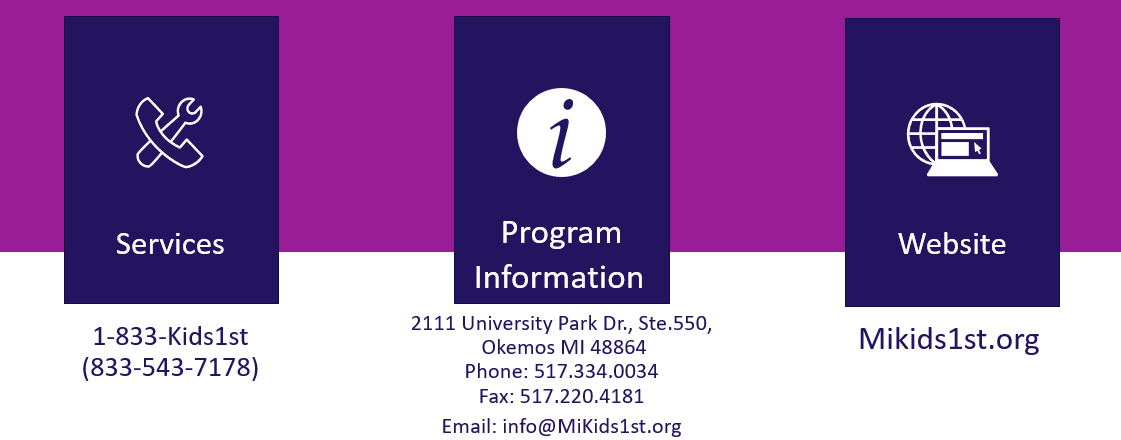 Services
1-833-Kids1st
(833-543-7178)
Program
Information
2111 University Park Dr., Ste.550,
Okemos MI 48864
Phone: 517.334.0034
Fax: 517.220.4181
Email: info@MiKids1st.org
Website
Mikids1st.org